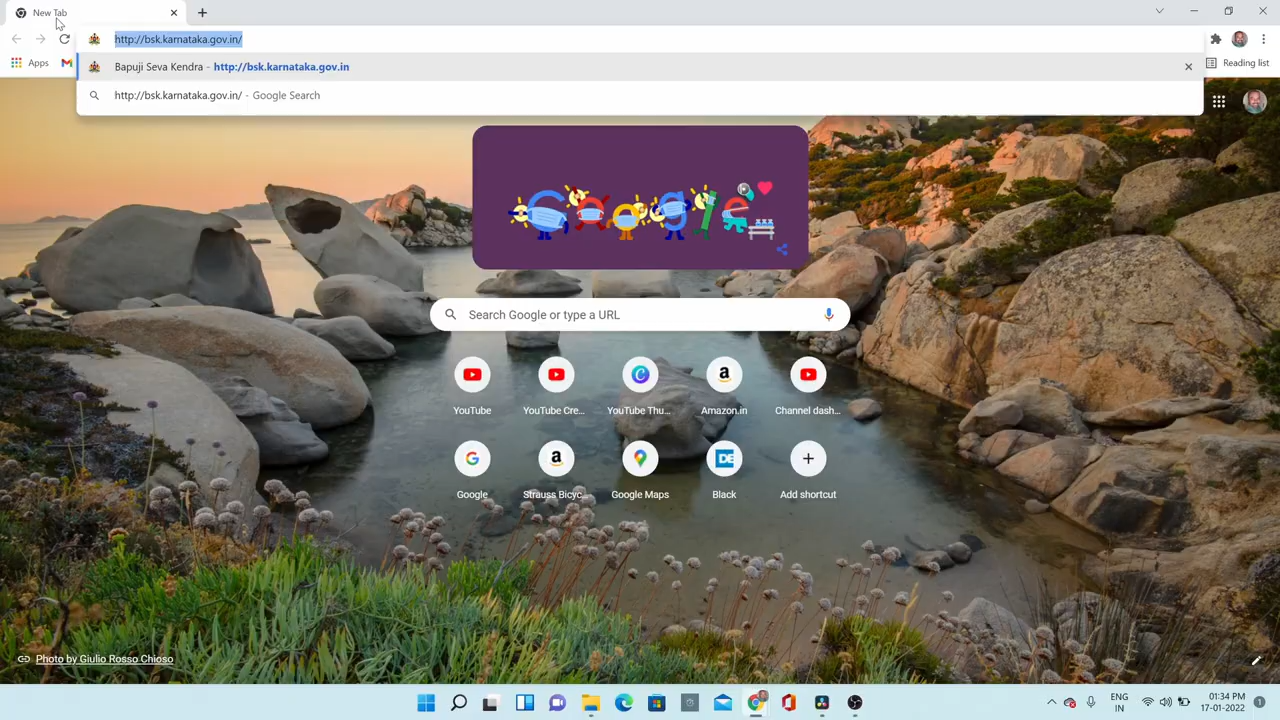 New Tab
http://bsk.karnataka.gov.in/
Bapuji Seva Kendra - http://bsk.karnataka.gov.in
http://bsk.karnataka.gov.in/ - Google Search
Apps
Reading list
Search Google or type a URL
YouTube
YouTube Cre...
YouTube Thu...
Amazon.in
Channel dash...
Google
Strauss Bicyc...
Google Maps
Black
Add shortcut
Photo by Giulio Rosso Chioso
ENG
IN
01:34 PM
17-01-2022